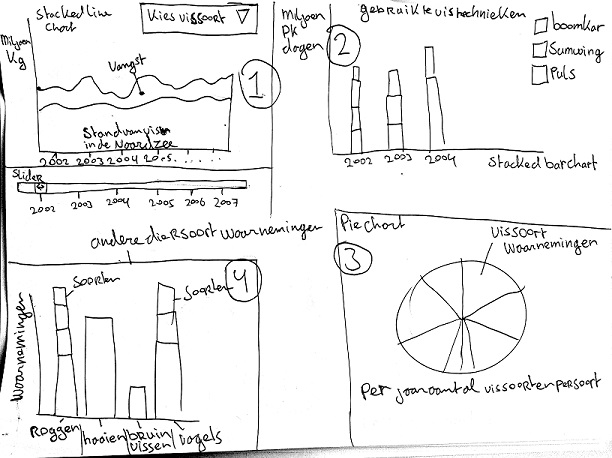 Stacked Line
Chart
Kies vissoort
Miljoen
Kg
Vangst
1
Stand van vis
in de Noordzee
2002 2003 2004 2005......
Slider
2002 2003 2004 2005 2006 2007
Miljoen
PK
dagen
gebruikte vistechnieken
2
boomkor
Sumwing
Puls
2002 2003 2004
Stacked barchart
andere diersoort waarnemingen
4
Soorten
Soorten
Waarnemingen
Roggen
haaien
bruin
vissen
vogels
Pie Chart
3
vissoort
waarnemingen
Per jaar aantal vissoorten per soort